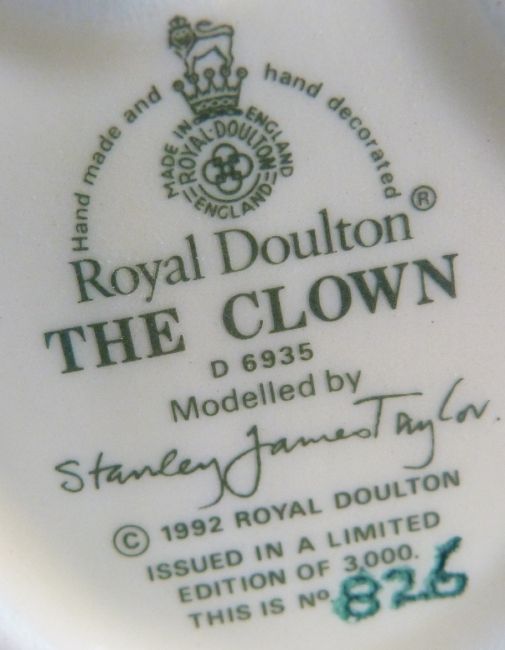 Hand made and hand decorated
MADE IN ENGLAND
ROYAL-DOULTON
ENGLAND
Royal Doulton ®
THE CLOWN
D 6935
Modelled by
Stanley James Taylor.
© 1992 ROYAL DOULTON
ISSUED IN A LIMITED
EDITION OF 3,000.
THIS IS Nº 826